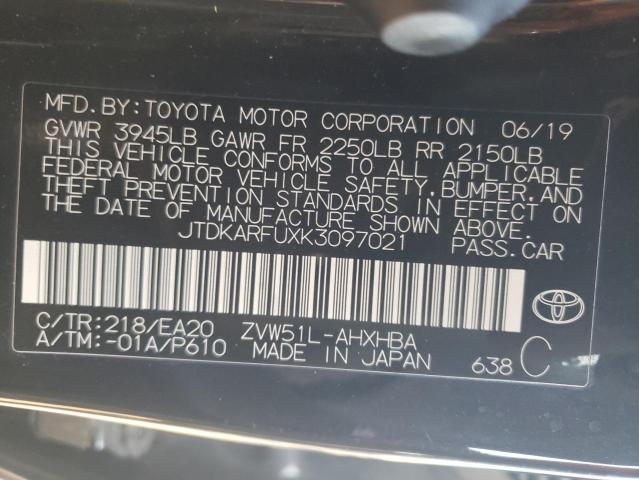 MFD. BY: TOYOTA MOTOR CORPORATION 06/19
GVWR 3945LB GAWR FR 2250LB RR 2150LB
THIS VEHICLE CONFORMS TO ALL APPLICABLE
FEDERAL MOTOR VEHICLE SAFETY, BUMPER, AND
THEFT PREVENTION STANDARDS IN EFFECT ON
THE DATE OF MANUFACTURE SHOWN ABOVE.
JTDKARFUXK3097021 PASS.CAR
C/TR:218/EA20 ZVW51L-AHXHBA
A/TM:-01A/P610 MADE IN JAPAN 638 C